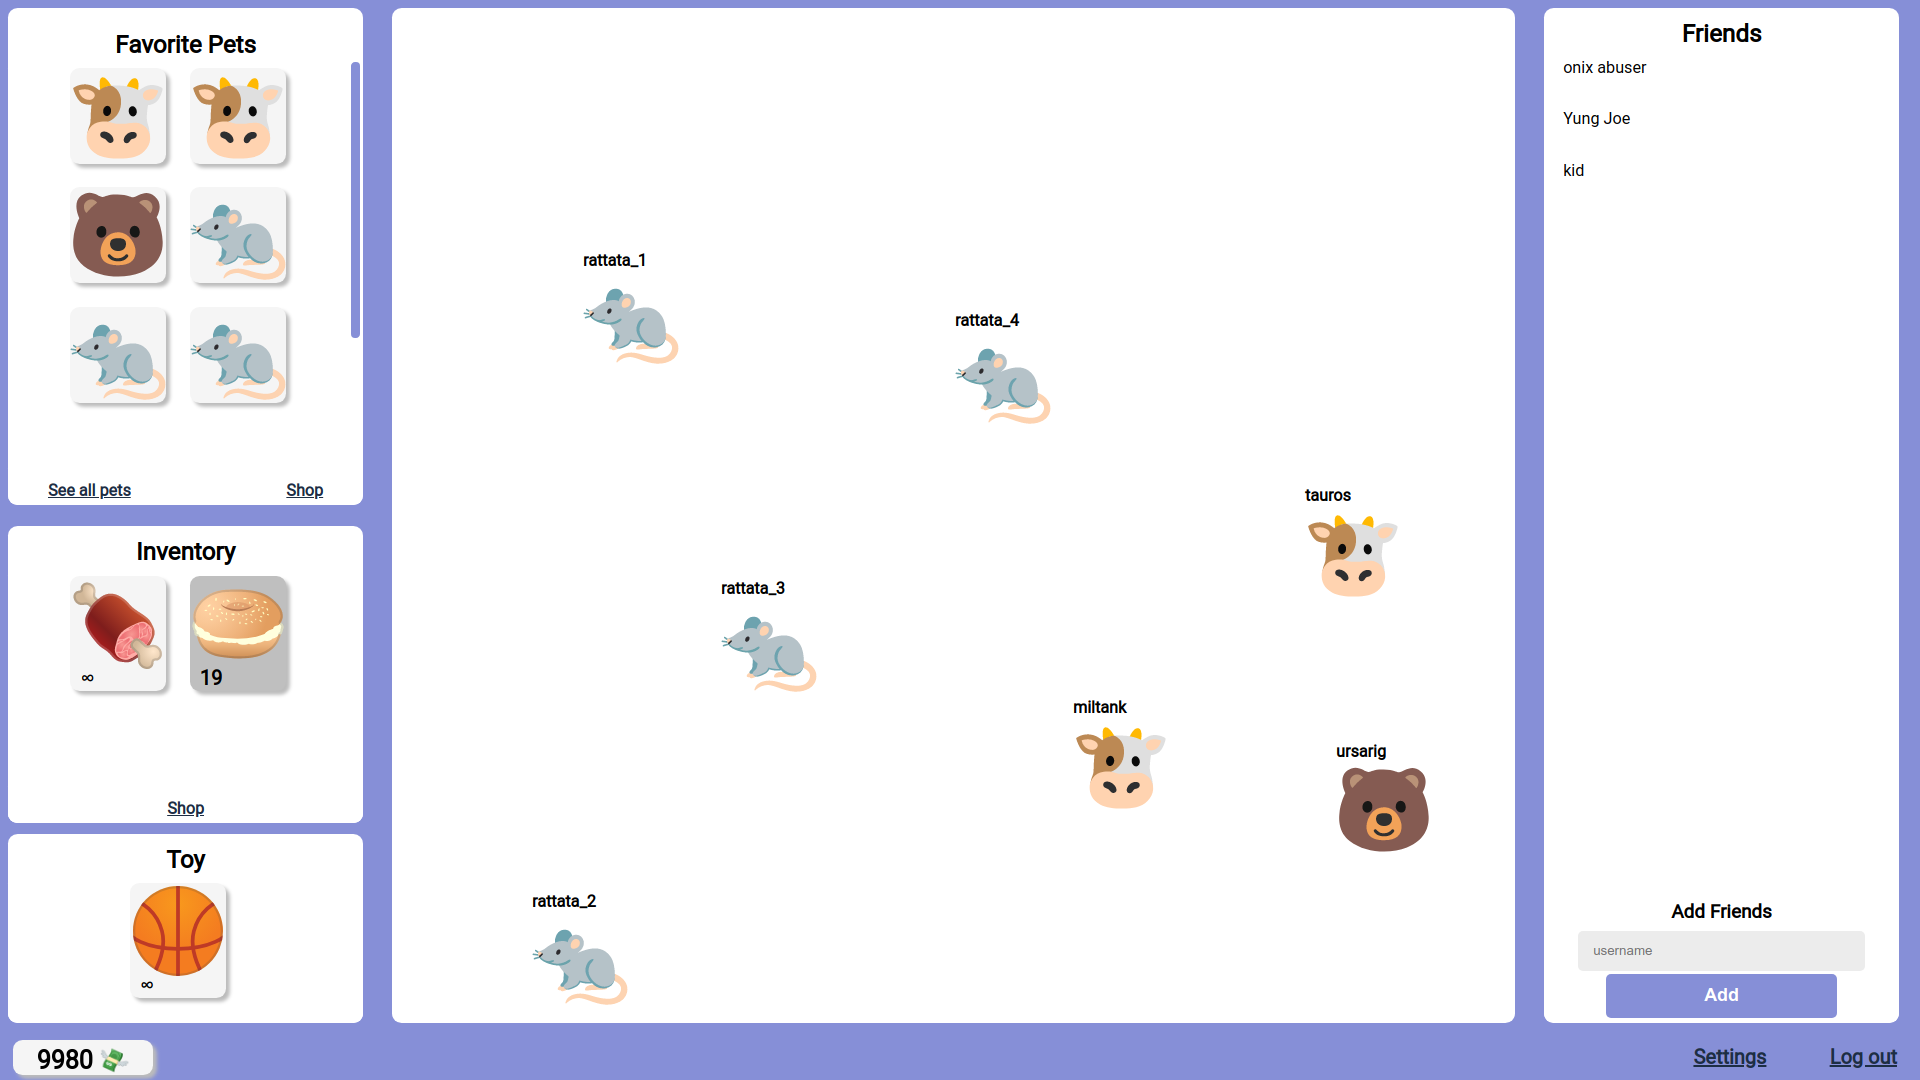 Favorite Pets
See all pets
Shop
Inventory
∞
19
Shop
Toy
∞
9980
rattata_1
rattata_4
tauros
rattata_3
miltank
ursarig
rattata_2
Friends
onix abuser
Yung Joe
kid
Add Friends
username
Add
Settings
Log out